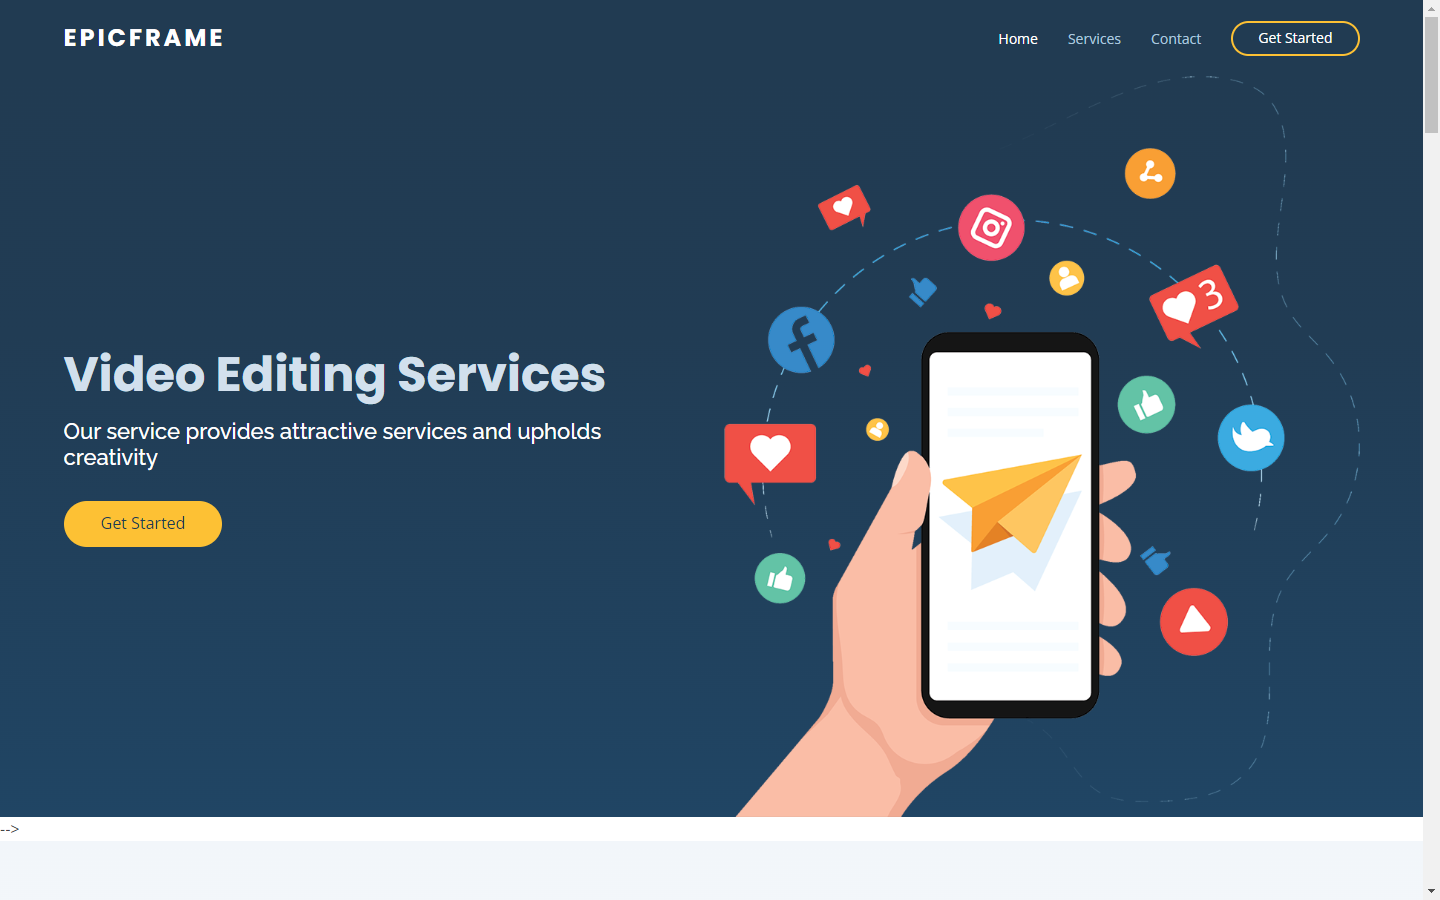 EPICFRAME
Home
Services
Contact
Get Started
3
Video Editing Services
Our service provides attractive services and upholds
creativity
Get Started
-->